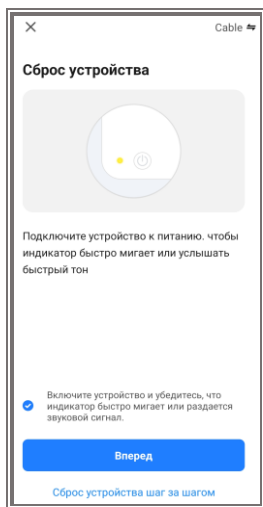 Cable
Сброс устройства
Подключите устройство к питанию. чтобы
индикатор быстро мигает или услышать
быстрый тон
Включите устройство и убедитесь, что
индикатор быстро мигает или раздается
звуковой сигнал.
Вперед
Сброс устройства шаг за шагом